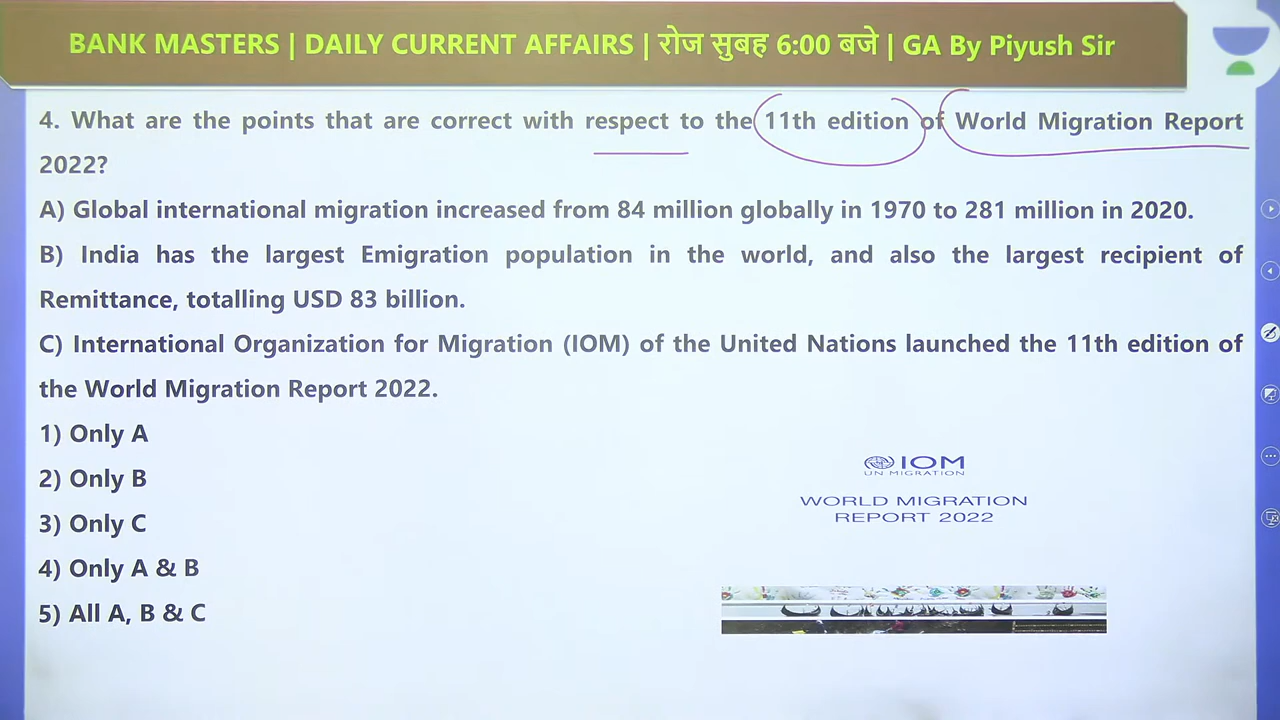 BANK MASTERS | DAILY CURRENT AFFAIRS | रोज सुबह 6:00 बजे | GA By Piyush Sir
4. What are the points that are correct with respect to the 11th edition of World Migration Report
2022?
A) Global international migration increased from 84 million globally in 1970 to 281 million in 2020.
B) India has the largest Emigration population in the world, and also the largest recipient of
Remittance, totalling USD 83 billion.
C) International Organization for Migration (IOM) of the United Nations launched the 11th edition of
the World Migration Report 2022.
1) Only A
2) Only B
3) Only C
4) Only A & B
5) All A, B & C
IOM
UN MIGRATION
WORLD MIGRATION
REPORT 2022